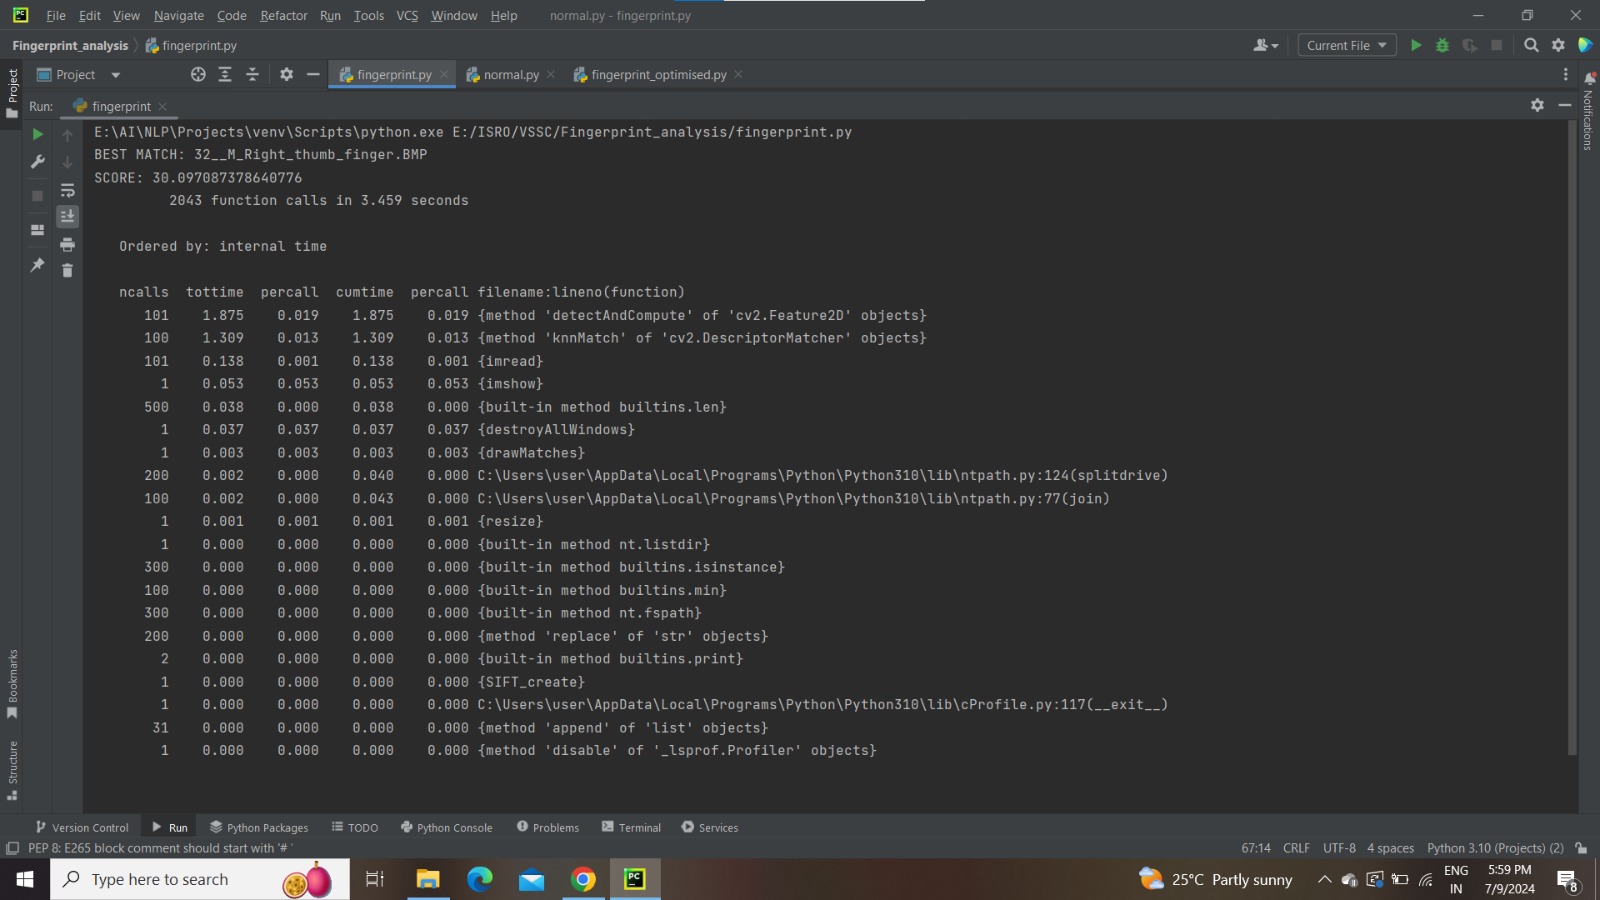 File Edit View Navigate Code Refactor Run Tools VCS Window Help normal.py - fingerprint.py
Fingerprint_analysis fingerprint.py Current File
Project fingerprint.py normal.py fingerprint_optimised.py
Run: fingerprint
E:\AI\NLP\Projects\venv\Scripts\python.exe E:/ISRO/VSSC/Fingerprint_analysis/fingerprint.py
BEST MATCH: 32__M_Right_thumb_finger.BMP
SCORE: 30.097087378640776
2043 function calls in 3.459 seconds
Ordered by: internal time
ncalls tottime percall cumtime percall filename:lineno(function)
101 1.875 0.019 1.875 0.019 {method 'detectAndCompute' of 'cv2.Feature2D' objects}
100 1.309 0.013 1.309 0.013 {method 'knnMatch' of 'cv2.DescriptorMatcher' objects}
101 0.138 0.001 0.138 0.001 {imread}
1 0.053 0.053 0.053 0.053 {imshow}
500 0.038 0.000 0.038 0.000 {built-in method builtins.len}
1 0.037 0.037 0.037 0.037 {destroyAllWindows}
1 0.003 0.003 0.003 0.003 {drawMatches}
200 0.002 0.000 0.040 0.000 C:\Users\user\AppData\Local\Programs\Python\Python310\lib\ntpath.py:124(splitdrive)
100 0.002 0.000 0.043 0.000 C:\Users\user\AppData\Local\Programs\Python\Python310\lib\ntpath.py:77(join)
1 0.001 0.001 0.001 0.001 {resize}
1 0.000 0.000 0.000 0.000 {built-in method nt.listdir}
300 0.000 0.000 0.000 0.000 {built-in method builtins.isinstance}
100 0.000 0.000 0.000 0.000 {built-in method builtins.min}
300 0.000 0.000 0.000 0.000 {built-in method nt.fspath}
200 0.000 0.000 0.000 0.000 {method 'replace' of 'str' objects}
2 0.000 0.000 0.000 0.000 {built-in method builtins.print}
1 0.000 0.000 0.000 0.000 {SIFT_create}
1 0.000 0.000 0.000 0.000 C:\Users\user\AppData\Local\Programs\Python\Python310\lib\cProfile.py:117(__exit__)
31 0.000 0.000 0.000 0.000 {method 'append' of 'list' objects}
1 0.000 0.000 0.000 0.000 {method 'disable' of '_lsprof.Profiler' objects}
Project
Bookmarks
Structure
Notifications
Version Control Run Python Packages TODO Python Console Problems Terminal Services
PEP 8: E265 block comment should start with '# ' 67:14 CRLF UTF-8 4 spaces Python 3.10 (Projects) (2)
Type here to search PC 25°C Partly sunny ENG 5:59 PM
IN 7/9/2024 8